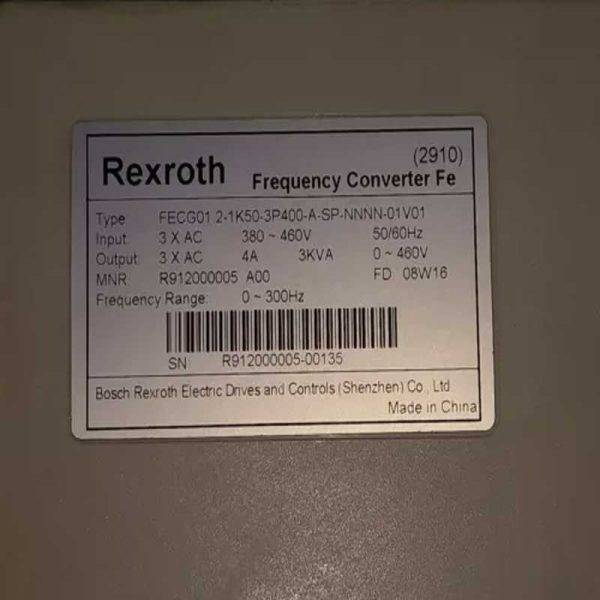 (2910)
Rexroth Frequency Converter Fe
Type FECG01 2-1K50-3P400-A-SP-NNNN-01V01
Input 3 X AC 380 ~ 460V 50/60Hz
Output 3 X AC 4A 3KVA 0 ~ 460V
MNR R912000005 A00 FD 08W16
Frequency Range: 0 ~ 300Hz
SN R912000005-00135
Bosch Rexroth Electric Drives and Controls (Shenzhen) Co., Ltd
Made in China